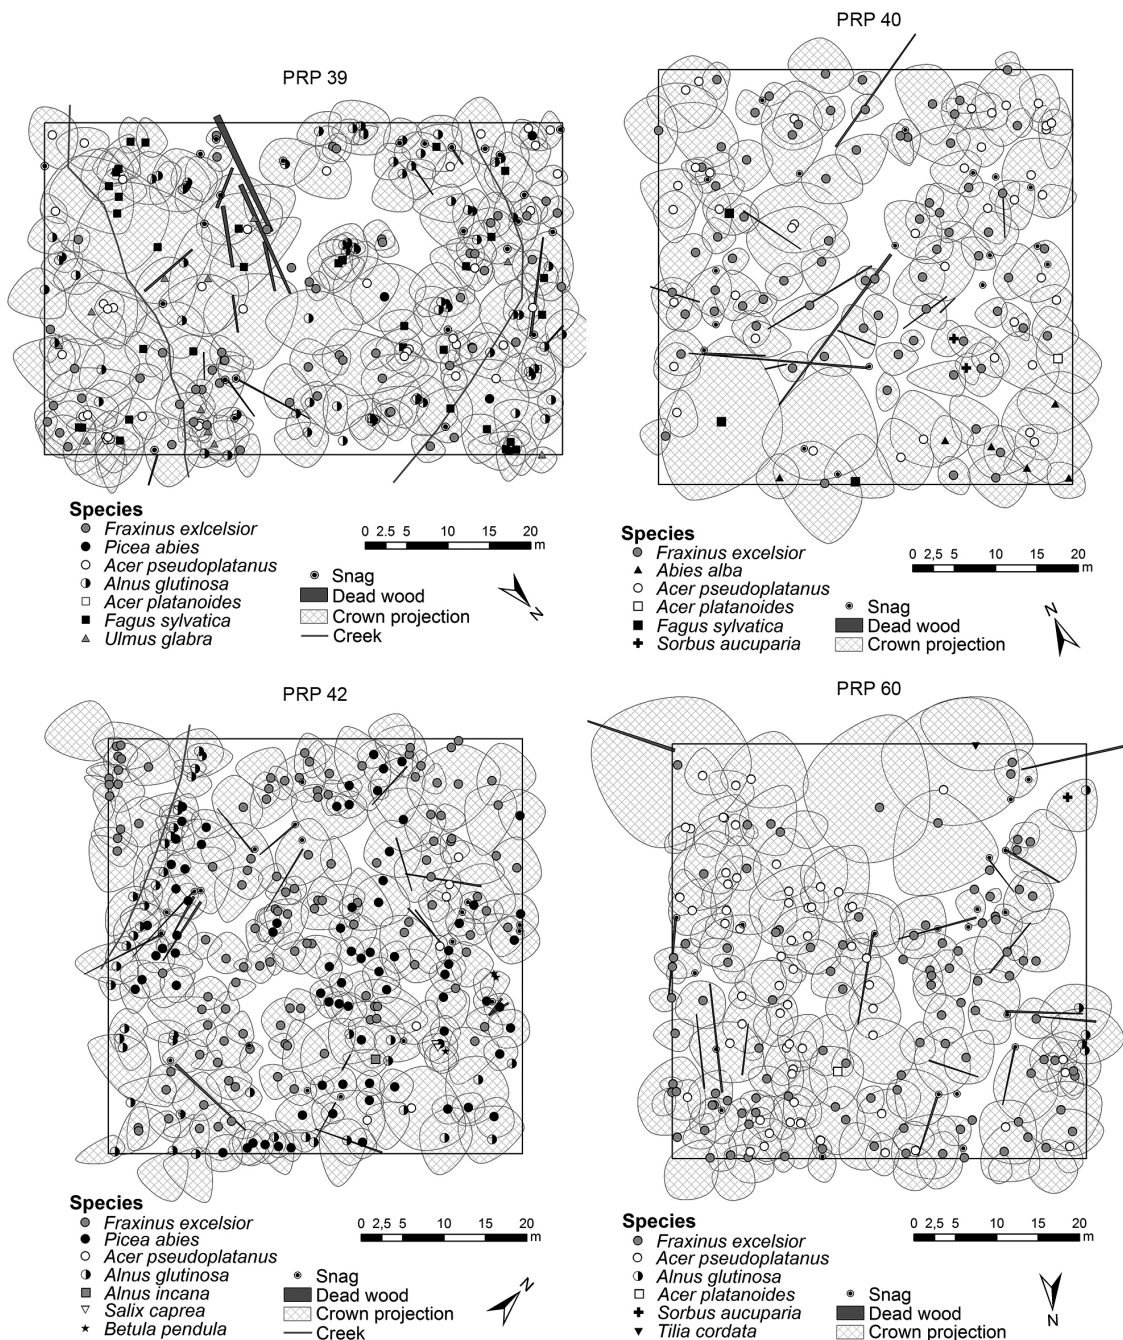 PRP 39
Species
Fraxinus exlcelsior
Picea abies
Acer pseudoplatanus
Alnus glutinosa
Acer platanoides
Fagus sylvatica
Ulmus glabra
0 2,5 5 10 15 20
m
Snag
Dead wood
Crown projection
Creek
N
PRP 40
Species
Fraxinus excelsior
Abies alba
Acer pseudoplatanus
Acer platanoides
Fagus sylvatica
Sorbus aucuparia
0 2,5 5 10 15 20
m
Snag
Dead wood
Crown projection
N
PRP 42
Species
Fraxinus excelsior
Picea abies
Acer pseudoplatanus
Alnus glutinosa
Alnus incana
Salix caprea
Betula pendula
0 2,5 5 10 15 20
m
Snag
Dead wood
Crown projection
Creek
N
PRP 60
Species
Fraxinus excelsior
Acer pseudoplatanus
Alnus glutinosa
Acer platanoides
Sorbus aucuparia
Tilia cordata
0 2,5 5 10 15 20
m
Snag
Dead wood
Crown projection
N